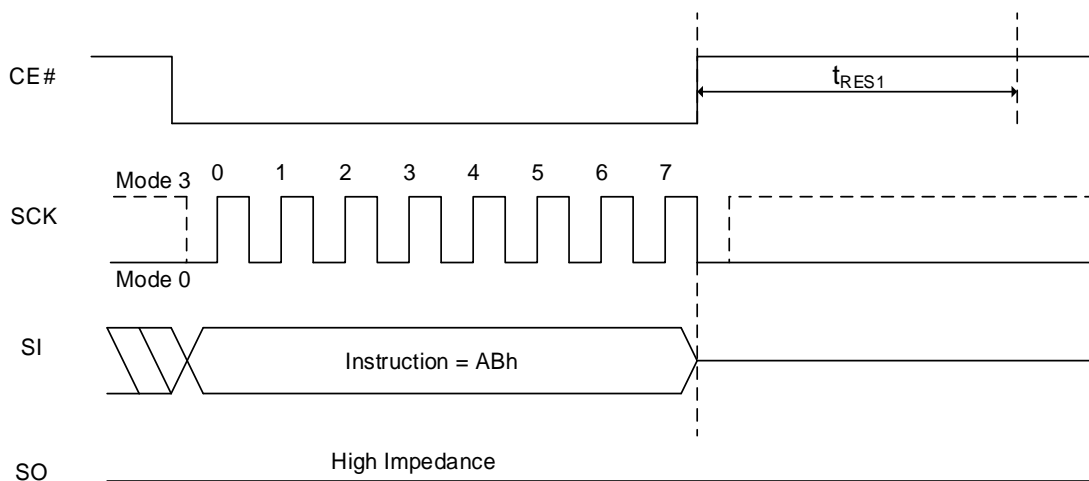 CE#
tRES1
Mode 3
0 1 2 3 4 5 6 7
SCK
Mode 0
SI
Instruction = ABh
High Impedance
SO